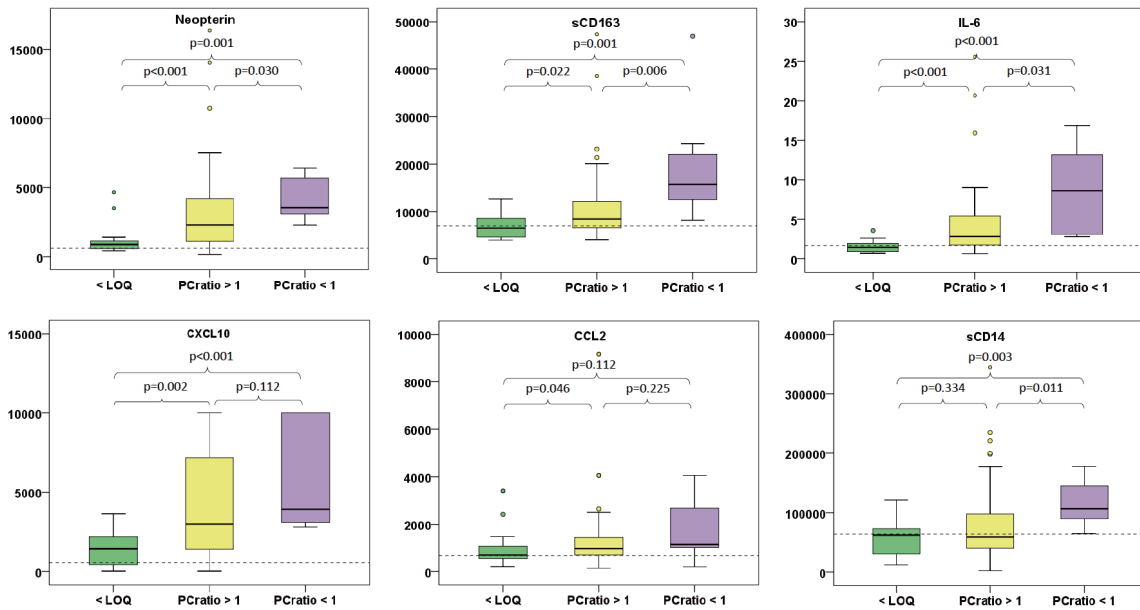 Neopterin
15000
10000
5000
0
p=0.001
p<0.001
p=0.030
< LOQ
PCratio > 1
PCratio < 1
sCD163
50000
40000
30000
20000
10000
0
p=0.001
p=0.022
p=0.006
< LOQ
PCratio > 1
PCratio < 1
IL-6
30
25
20
15
10
5
0
p<0.001
p<0.001
p=0.031
< LOQ
PCratio > 1
PCratio < 1
CXCL10
15000
10000
5000
0
p<0.001
p=0.002
p=0.112
< LOQ
PCratio > 1
PCratio < 1
CCL2
10000
8000
6000
4000
2000
0
p=0.112
p=0.046
p=0.225
< LOQ
PCratio > 1
PCratio < 1
sCD14
400000
300000
200000
100000
0
p=0.003
p=0.334
p=0.011
< LOQ
PCratio > 1
PCratio < 1